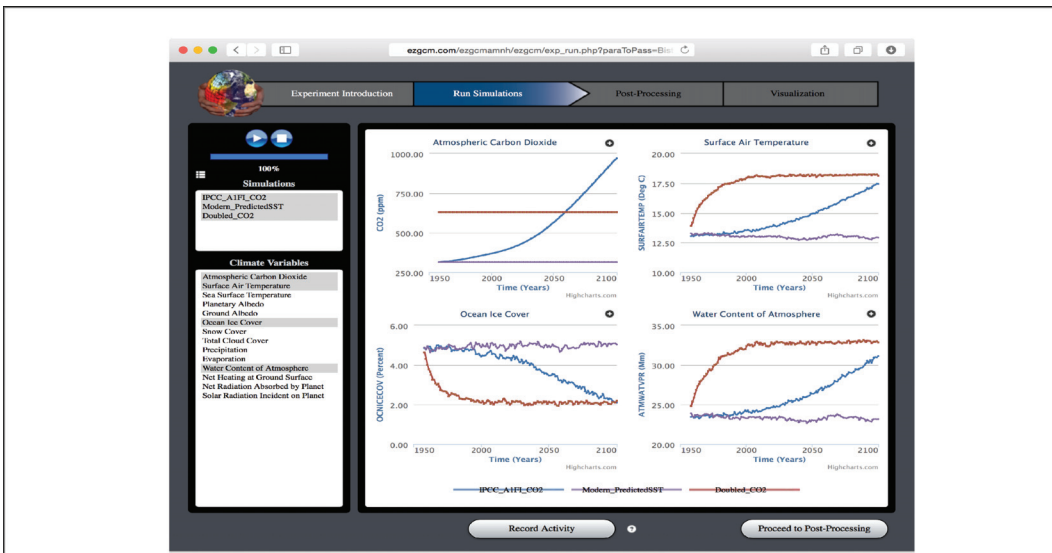 ezgcm.com/ezgcmamnh/ezgcm/exp_run.php?paraToPass=Bis
Experiment Introduction
Run Simulations
Post-Processing
Visualization
100%
Simulations
IPCC_A1FI_CO2
Modern_PredictedSST
Doubled_CO2
Climate Variables
Atmospheric Carbon Dioxide
Surface Air Temperature
Sea Surface Temperature
Planetary Albedo
Ground Albedo
Ocean Ice Cover
Snow Cover
Total Cloud Cover
Precipitation
Evaporation
Water Content of Atmosphere
Net Heating at Ground Surface
Net Radiation Absorbed by Planet
Solar Radiation Incident on Planet
Atmospheric Carbon Dioxide
1000.00
750.00
500.00
250.00
CO2 (ppm)
1950 2000 2050 2100
Time (Years)
Highcharts.com
Surface Air Temperature
20.00
17.50
15.00
12.50
10.00
SURFAIRTEMP (Deg C)
1950 2000 2050 2100
Time (Years)
Highcharts.com
Ocean Ice Cover
6.00
4.00
2.00
0.00
OCNICECOV (Percent)
1950 2000 2050 2100
Time (Years)
Highcharts.com
Water Content of Atmosphere
35.00
30.00
25.00
20.00
ATMWATVPR (Mm)
1950 2000 2050 2100
Time (Years)
Highcharts.com
IPCC_A1FI_CO2 Modern_PredictedSST Doubled_CO2
Record Activity
?
Proceed to Post-Processing